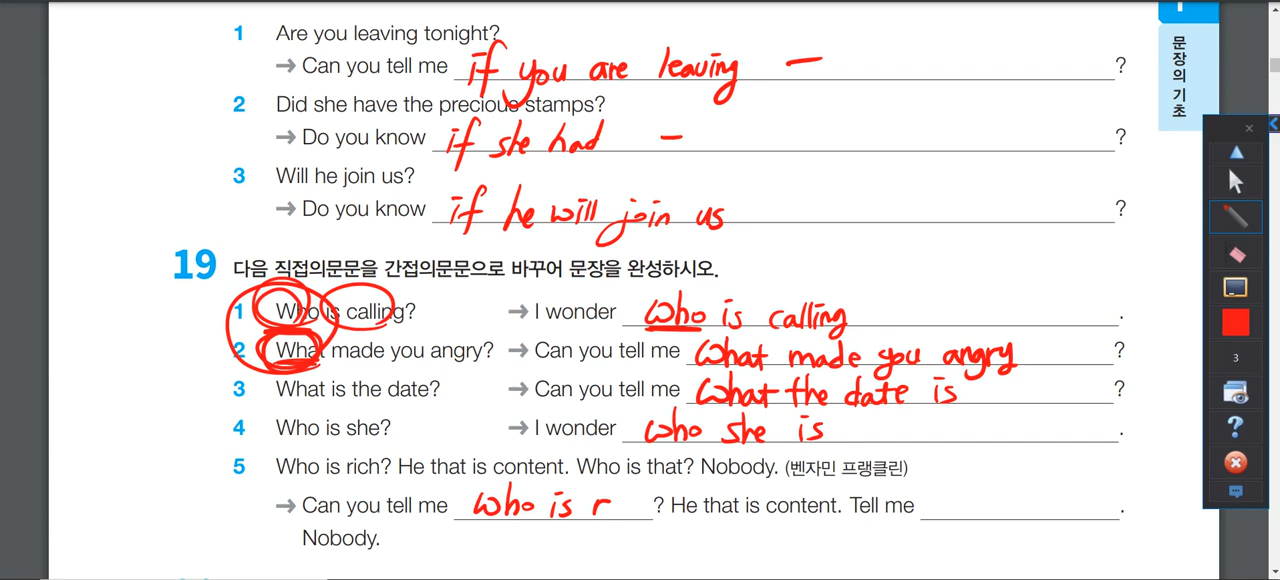 1 Are you leaving tonight?
→ Can you tell me if you are leaving — ?
2 Did she have the precious stamps?
→ Do you know if she had — ?
3 Will he join us?
→ Do you know if he will join us ?
19 다음 직접의문문을 간접의문문으로 바꾸어 문장을 완성하시오.
1 Who is calling? → I wonder who is calling .
2 What made you angry? → Can you tell me what made you angry ?
3 What is the date? → Can you tell me what the date is ?
4 Who is she? → I wonder who she is .
5 Who is rich? He that is content. Who is that? Nobody. (벤자민 프랭클린)
→ Can you tell me who is r ? He that is content. Tell me .
Nobody.
문장의 기초
3